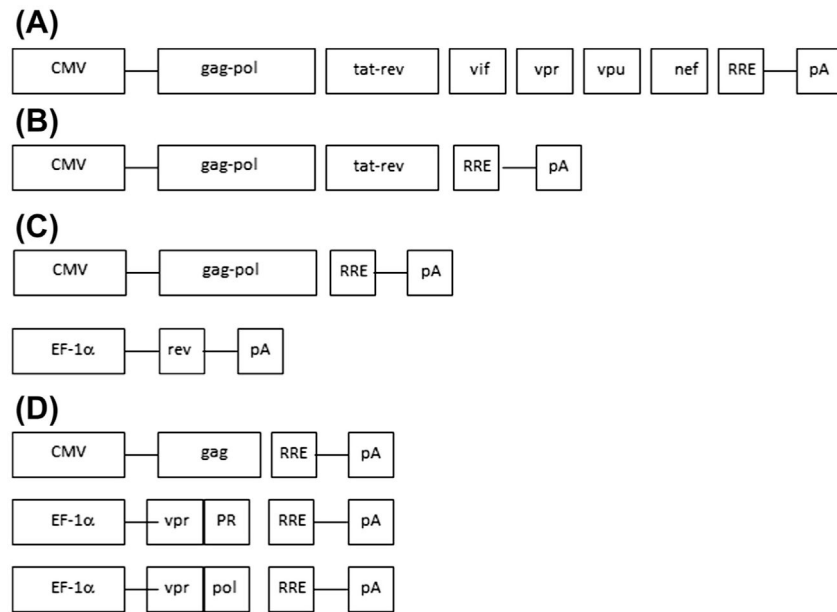 (A)
CMV gag-pol tat-rev vif vpr vpu nef RRE pA
(B)
CMV gag-pol tat-rev RRE pA
(C)
CMV gag-pol RRE pA
EF-1α rev pA
(D)
CMV gag RRE pA
EF-1α vpr PR RRE pA
EF-1α vpr pol RRE pA